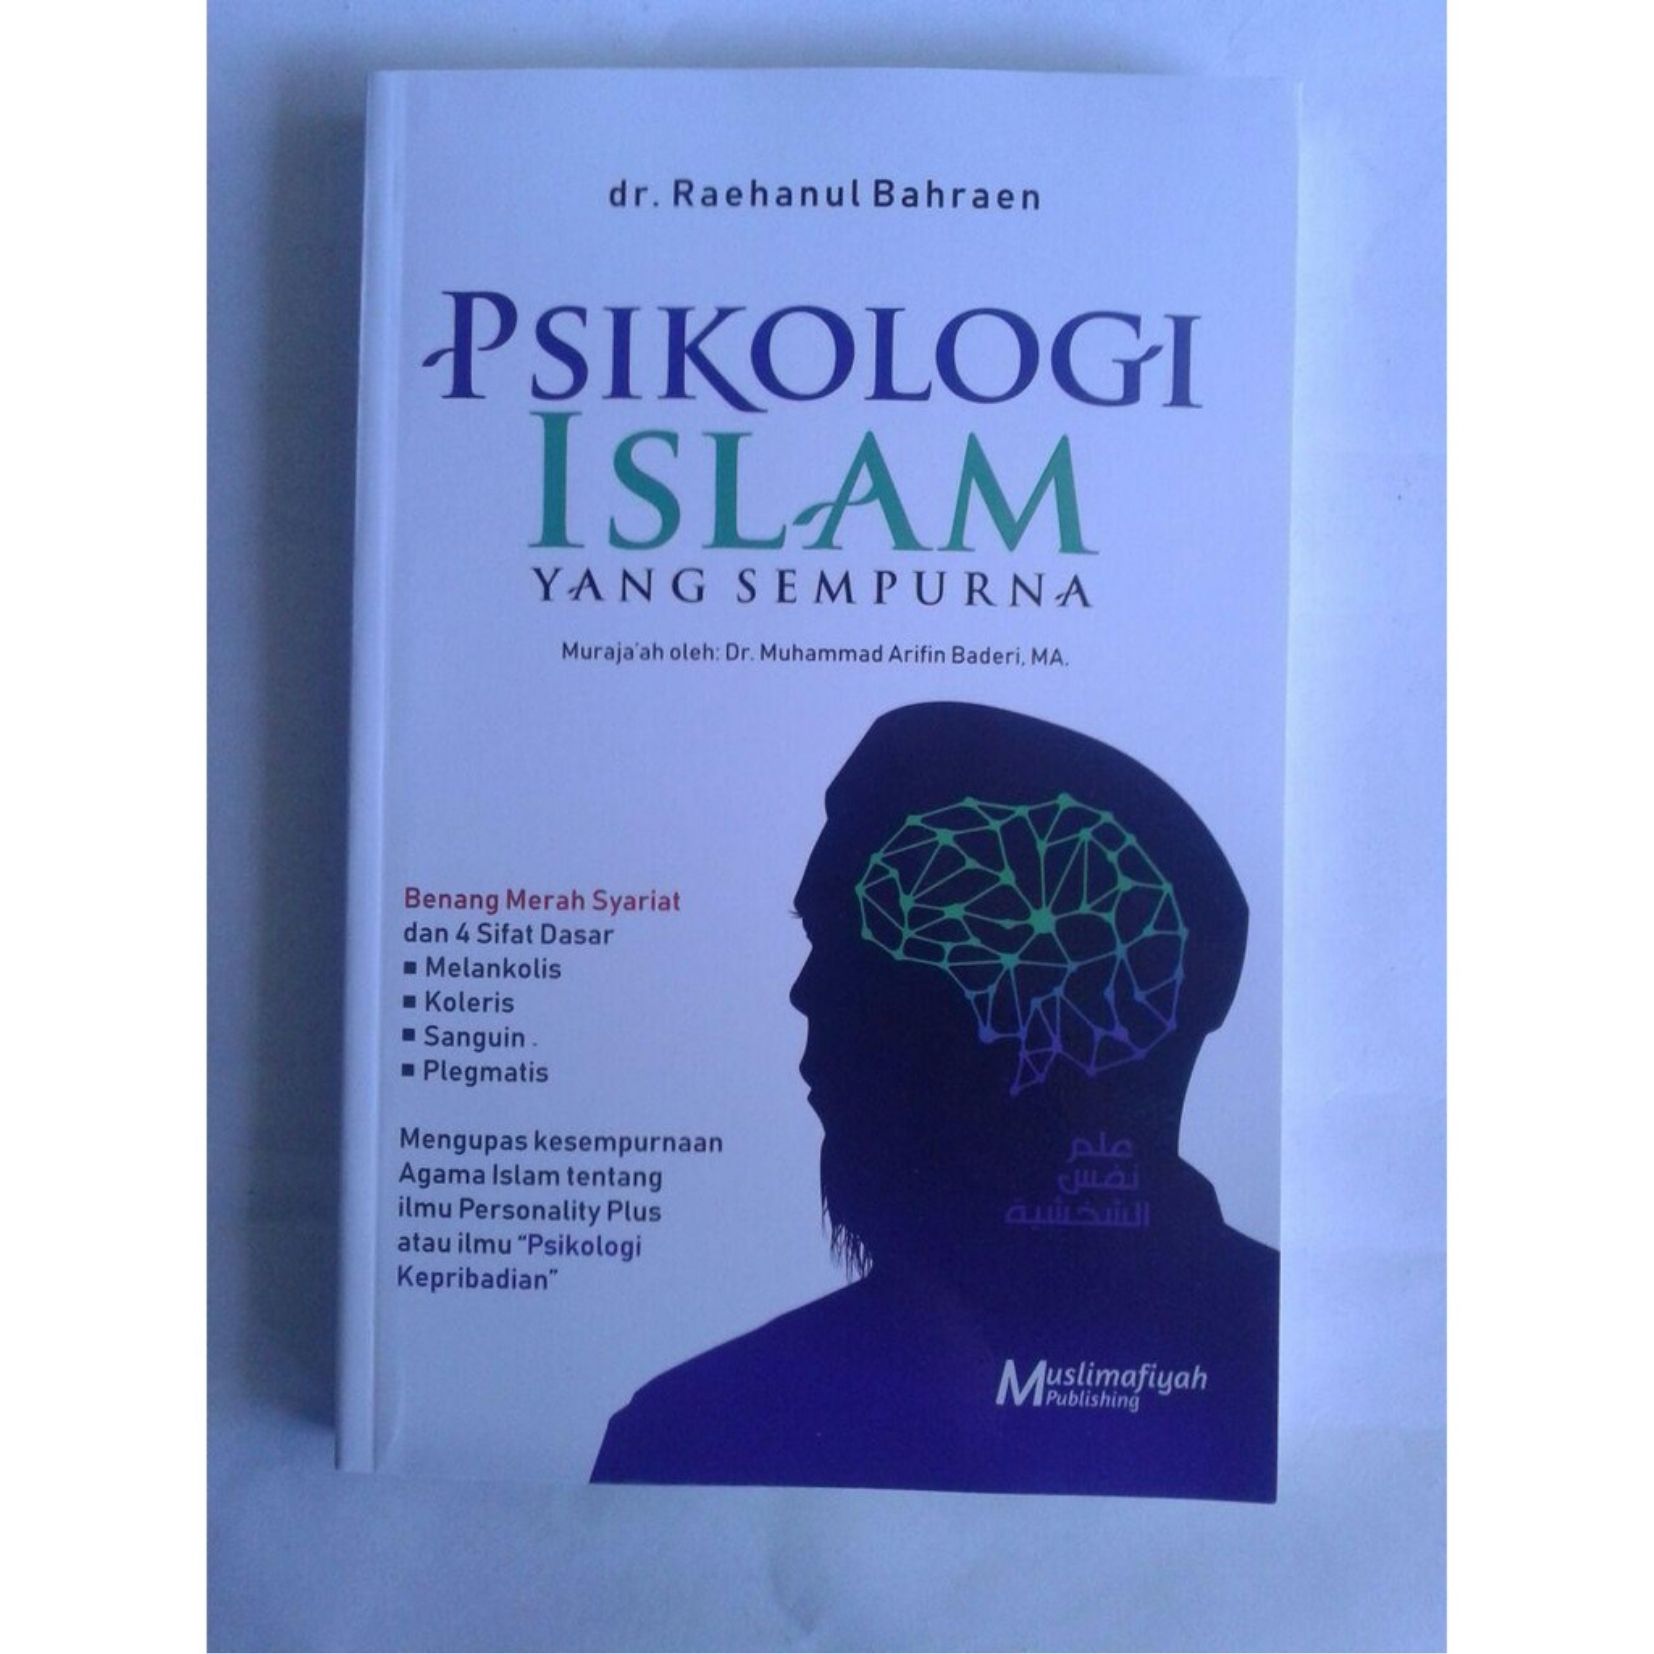 dr. Raehanul Bahraen
PSIKOLOGI
ISLAM
YANG SEMPURNA
Muraja'ah oleh: Dr. Muhammad Arifin Baderi, MA.
Benang Merah Syariat
dan 4 Sifat Dasar
▪ Melankolis
▪ Koleris
▪ Sanguin .
▪ Plegmatis
Mengupas kesempurnaan
Agama Islam tentang
ilmu Personality Plus
atau ilmu "Psikologi
Kepribadian"
علم
نفس
الشخشية
Muslimafiyah
Publishing